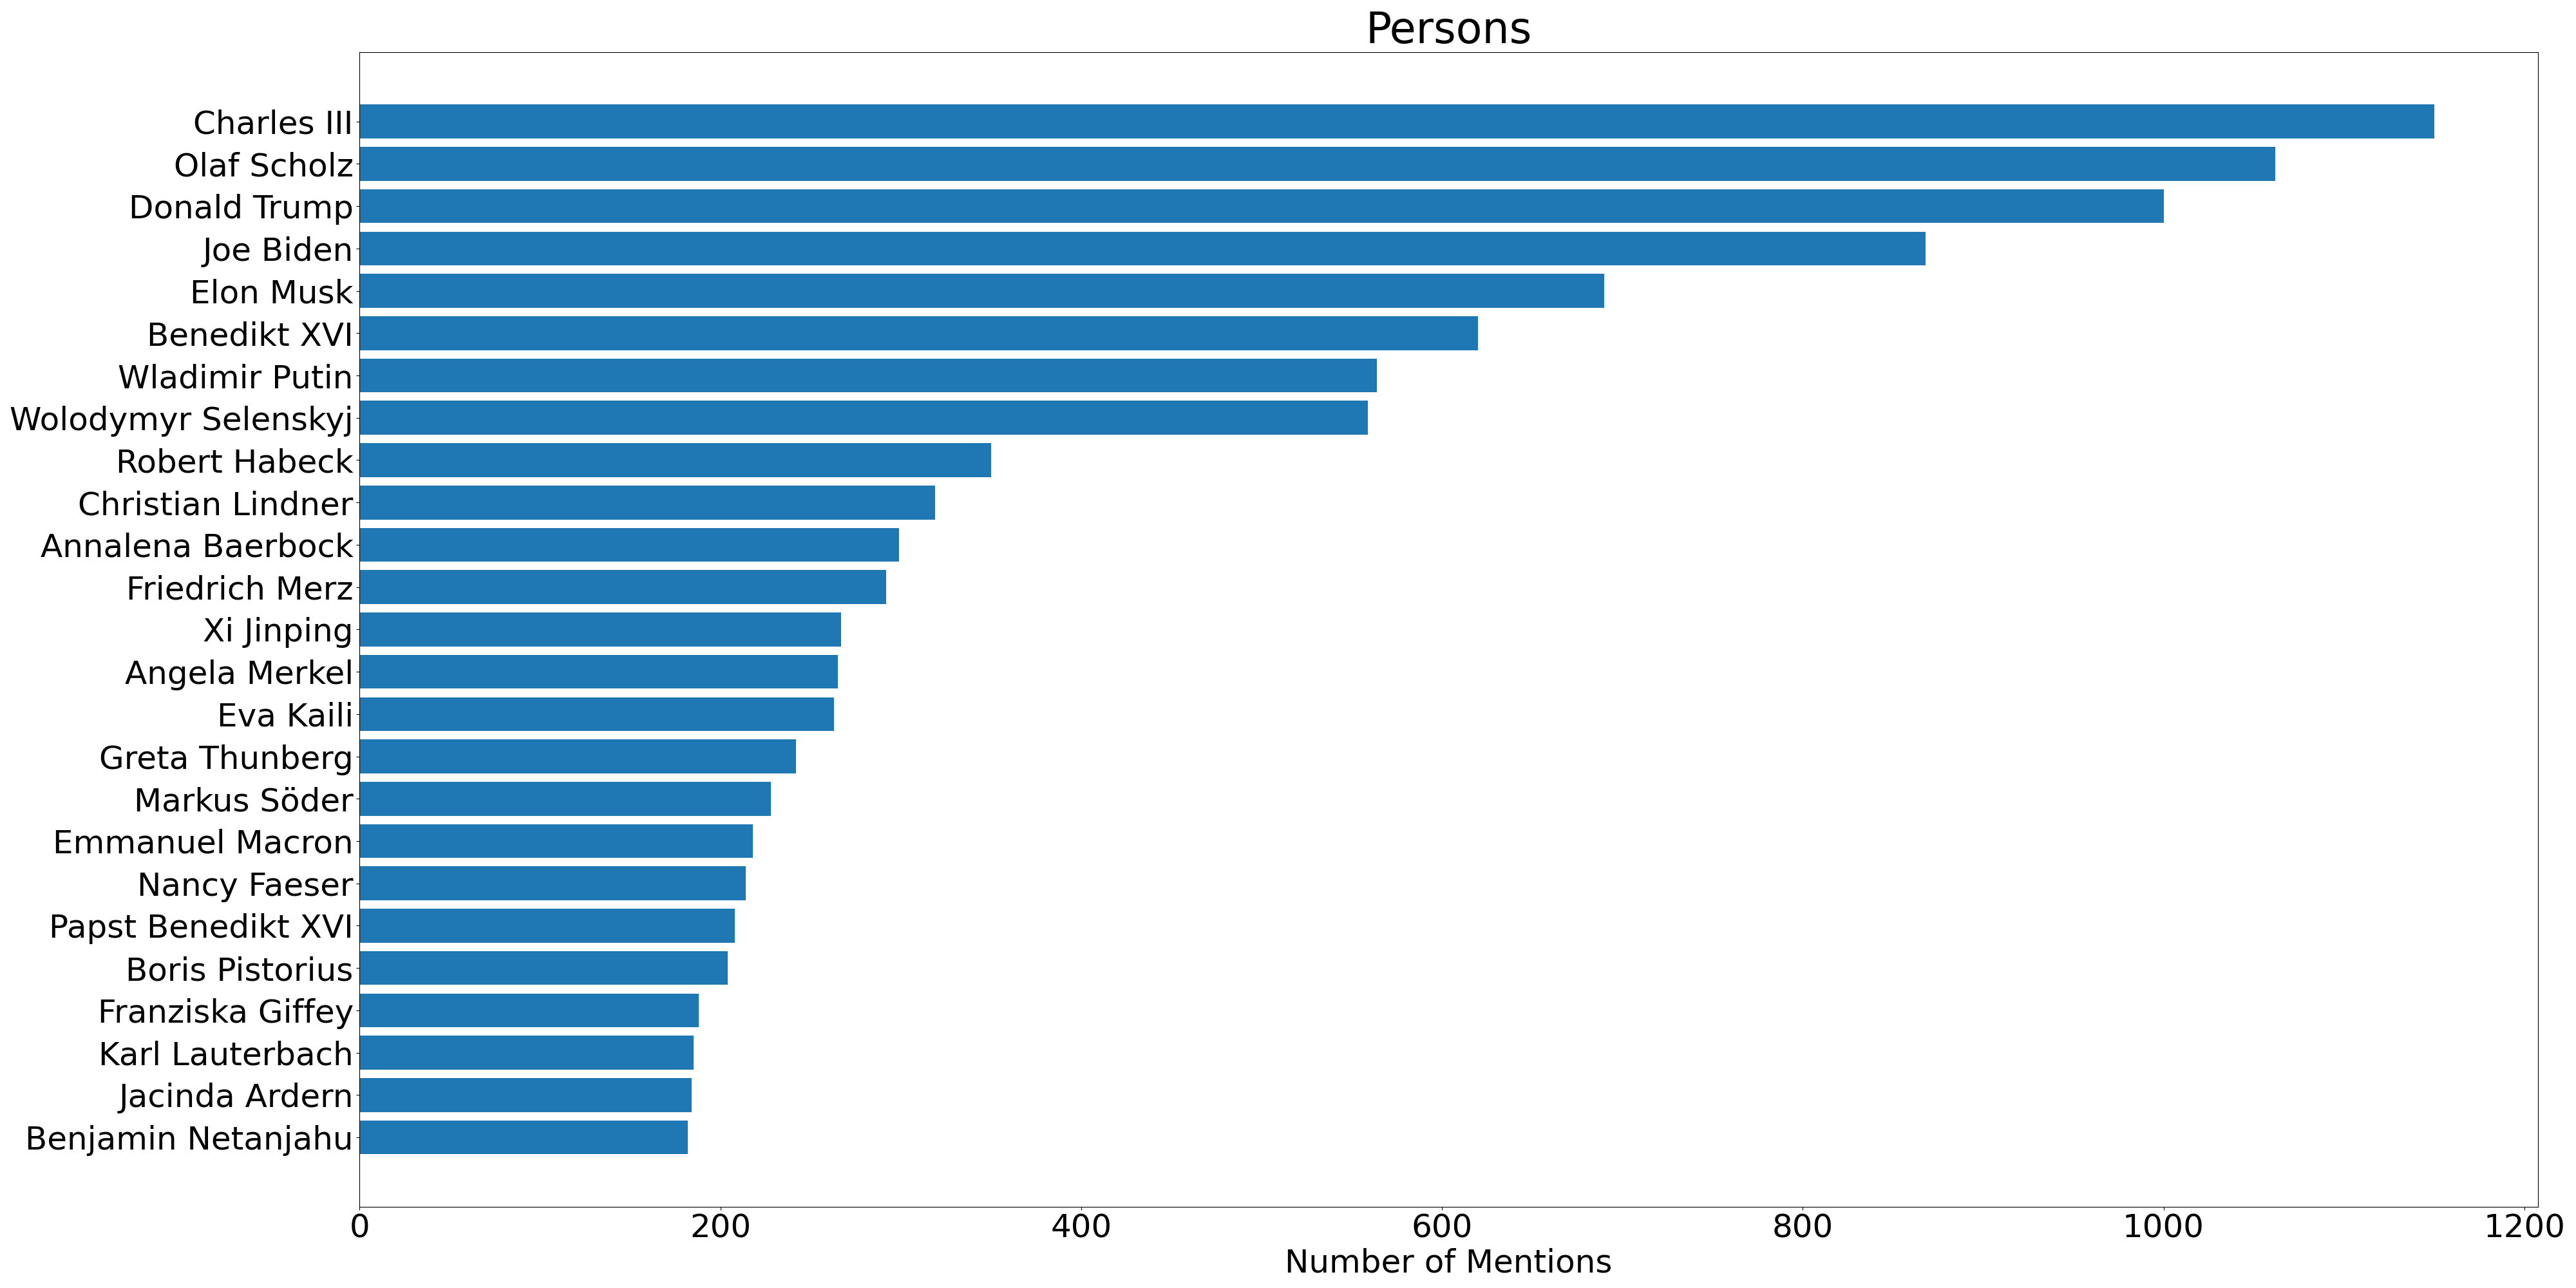 Persons
Charles III
Olaf Scholz
Donald Trump
Joe Biden
Elon Musk
Benedikt XVI
Wladimir Putin
Wolodymyr Selenskyj
Robert Habeck
Christian Lindner
Annalena Baerbock
Friedrich Merz
Xi Jinping
Angela Merkel
Eva Kaili
Greta Thunberg
Markus Söder
Emmanuel Macron
Nancy Faeser
Papst Benedikt XVI
Boris Pistorius
Franziska Giffey
Karl Lauterbach
Jacinda Ardern
Benjamin Netanjahu
0 200 400 600 800 1000 1200
Number of Mentions